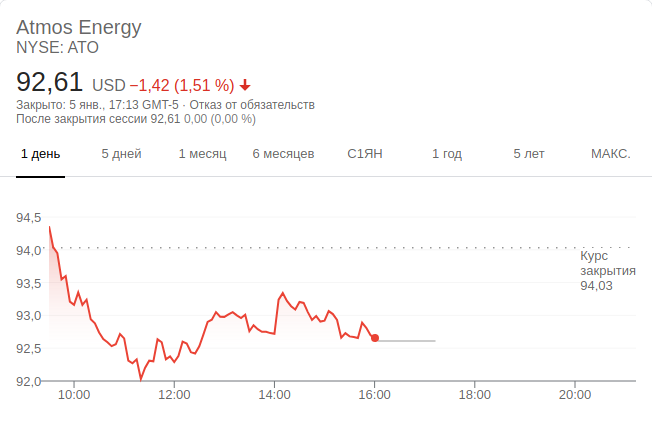 Atmos Energy
NYSE: ATO
92,61 USD −1,42 (1,51 %)
Закрыто: 5 янв., 17:13 GMT-5 · Отказ от обязательств
После закрытия сессии 92,61 0,00 (0,00 %)
1 день 5 дней 1 месяц 6 месяцев С1ЯН 1 год 5 лет МАКС.
94,5
94,0
Курс
закрытия
93,5
94,03
93,0
92,5
92,0
10:00 12:00 14:00 16:00 18:00 20:00